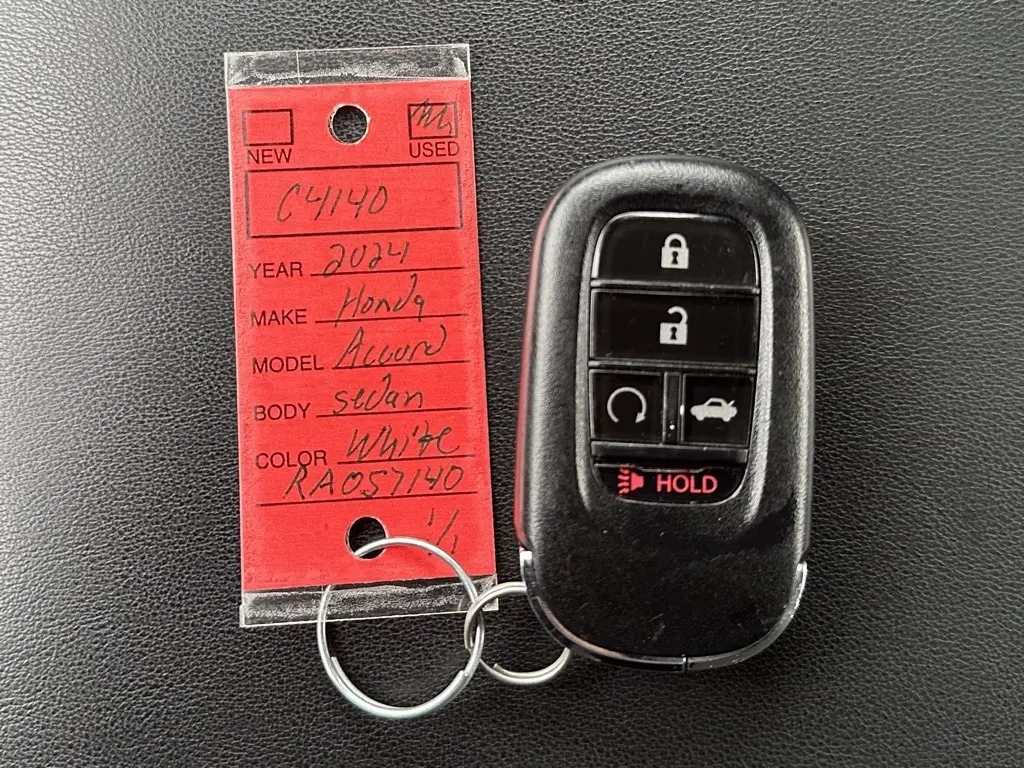 NEW USED
C4140
YEAR 2024
MAKE Honda
MODEL Accord
BODY sedan
COLOR White
RA057140
1/1
HOLD